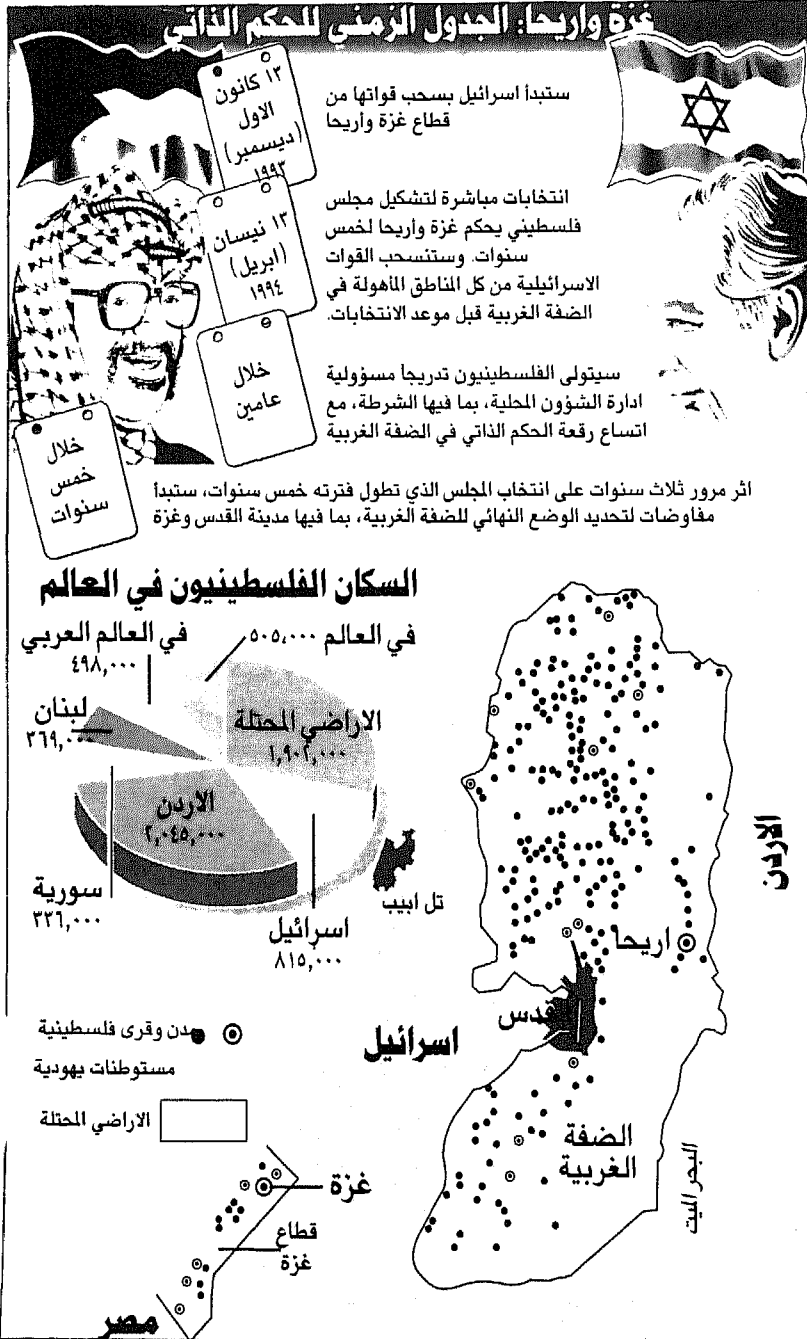 غزة واريحا: الجدول الزمني للحكم الذاتي
١٣ كانون
الاول
(ديسمبر)
١٩٩٣
ستبدأ اسرائيل بسحب قواتها من
قطاع غزة وأريحا
١٣ نيسان
(ابريل)
١٩٩٤
انتخابات مباشرة لتشكيل مجلس
فلسطيني يحكم غزة وأريحا لخمس
سنوات. وستنسحب القوات
الاسرائيلية من كل المناطق المأهولة في
الضفة الغربية قبل موعد الانتخابات.
خلال
عامين
سيتولى الفلسطينيون تدريجاً مسؤولية
ادارة الشؤون المحلية، بما فيها الشرطة، مع
اتساع رقعة الحكم الذاتي في الضفة الغربية
خلال
خمس
سنوات
اثر مرور ثلاث سنوات على انتخاب المجلس الذي تطول فترته خمس سنوات، ستبدأ
مفاوضات لتحديد الوضع النهائي للضفة الغربية، بما فيها مدينة القدس وغزة
السكان الفلسطينيون في العالم
في العالم ٥٠٥،٠٠٠
في العالم العربي
٤٩٨,٠٠٠
لبنان
٣٦٩,٠٠٠
الاراضي المحتلة
١,٩٠٢,٠٠٠
الاردن
٢,٠٤٥,٠٠٠
سورية
٣٣٦,٠٠٠
اسرائيل
٨١٥,٠٠٠
تل ابيب
الاردن
اريحا
قدس
اسرائيل
الضفة
الغربية
البحر الميت
مدن وقرى فلسطينية
مستوطنات يهودية
الاراضي المحتلة
غزة
قطاع
غزة
مصر